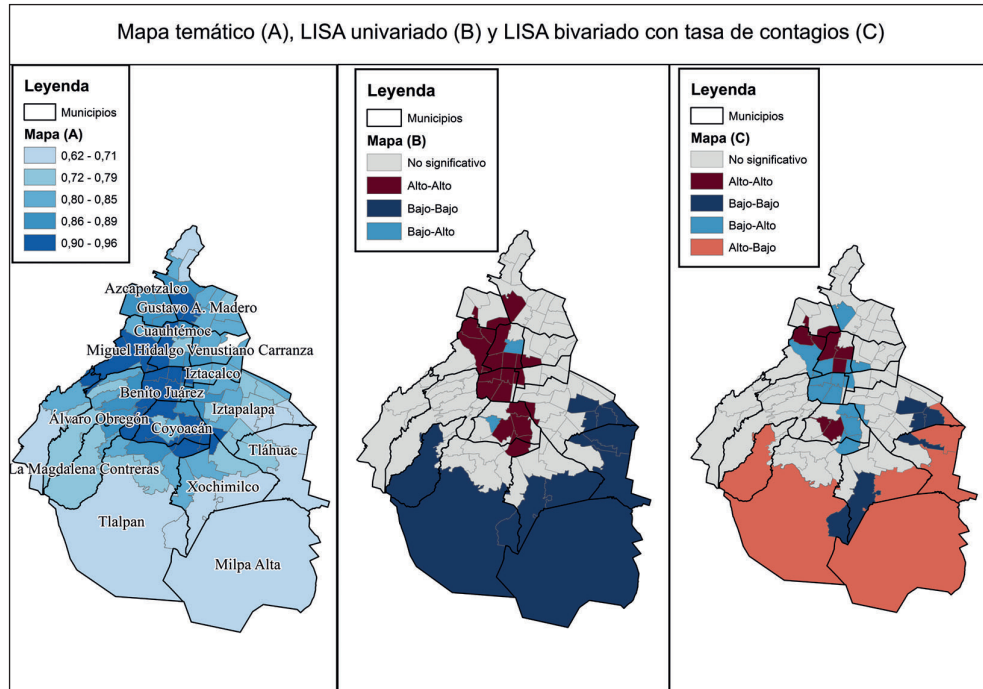 Mapa temático (A), LISA univariado (B) y LISA bivariado con tasa de contagios (C)
Leyenda
Municipios
Mapa (A)
0,62 - 0,71
0,72 - 0,79
0,80 - 0,85
0,86 - 0,89
0,90 - 0,96
Azcapotzalco
Gustavo A. Madero
Cuauhtémoc
Miguel Hidalgo Venustiano Carranza
Iztacalco
Benito Juárez
Iztapalapa
Álvaro Obregón
Coyoacán
Tláhuac
La Magdalena Contreras
Xochimilco
Tlalpan
Milpa Alta
Leyenda
Municipios
Mapa (B)
No significativo
Alto-Alto
Bajo-Bajo
Bajo-Alto
Leyenda
Municipios
Mapa (C)
No significativo
Alto-Alto
Bajo-Bajo
Bajo-Alto
Alto-Bajo